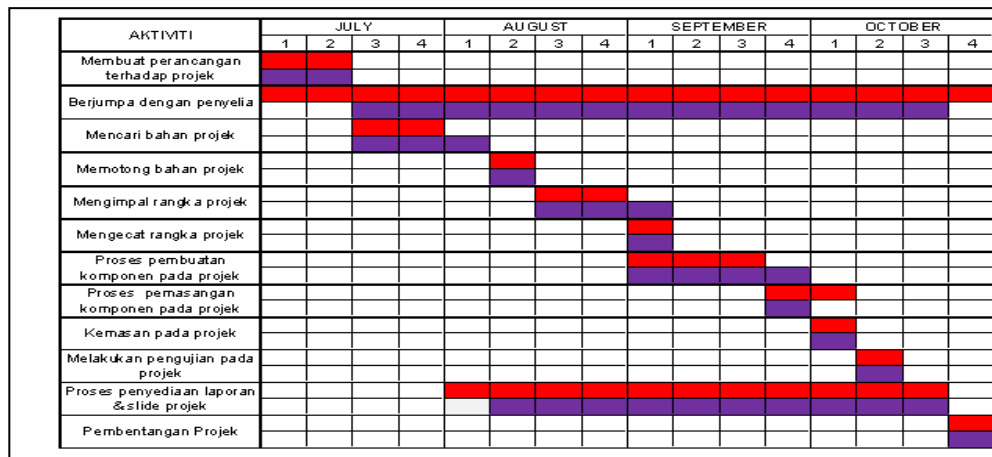 AKTIVITI JULY AUGUST SEPTEMBER OCTOBER
1 2 3 4 1 2 3 4 1 2 3 4 1 2 3 4
Membuat perancangan
terhadap projek
Berjumpa dengan penyelia
Mencari bahan projek
Memotong bahan projek
Mengimpal rangka projek
Mengecat rangka projek
Proses pembuatan
komponen pada projek
Proses pemasangan
komponen pada projek
Kemasan pada projek
Melakukan pengujian pada
projek
Proses penyediaan laporan
& slide projek
Pembentangan Projek